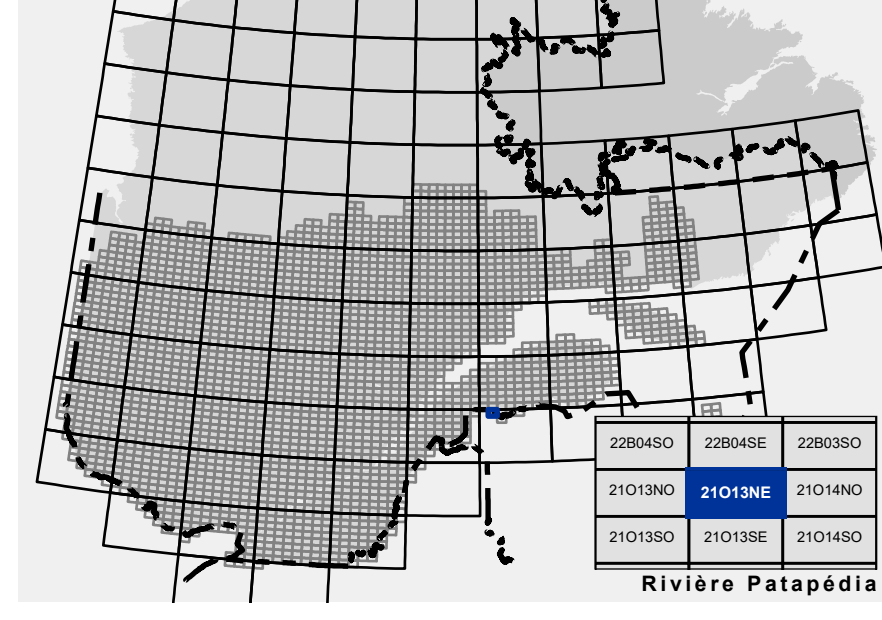 22B04SO 22B04SE 22B03SO
21O13NO 21O13NE 21O14NO
21O13SO 21O13SE 21O14SO
Rivière Patapédia